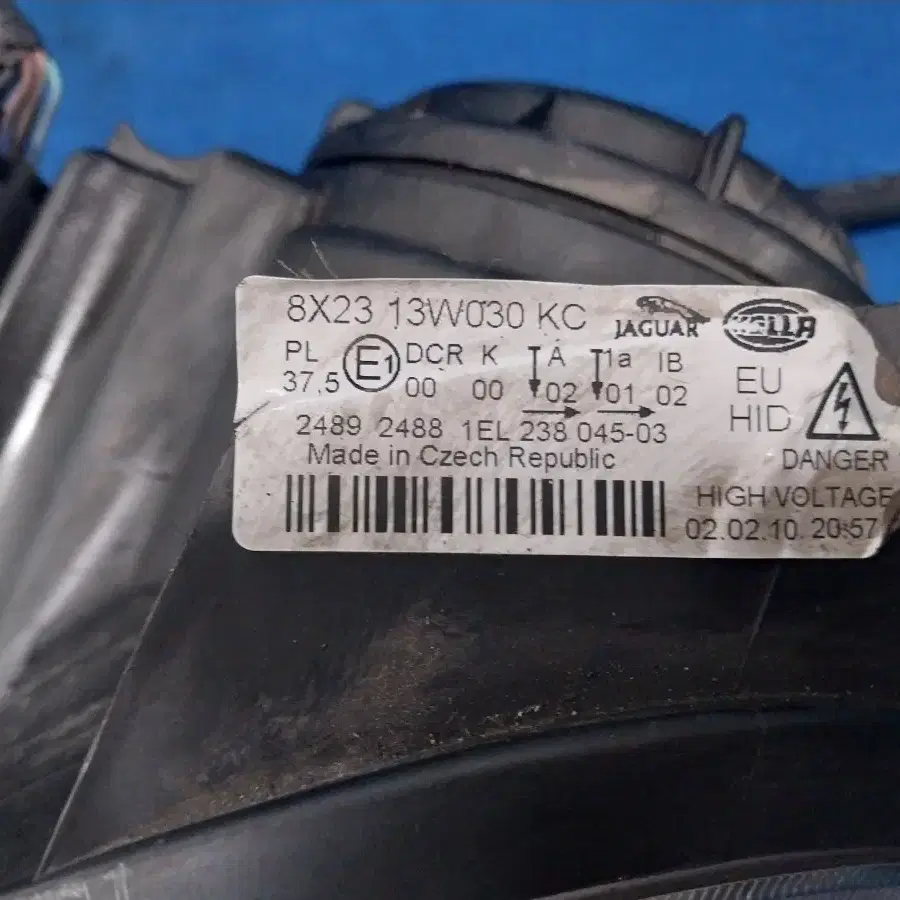 8X23 13W030 KC JAGUAR HELLA
PL E1 DCR K A 1a IB
37,5 00 00 02 01 02
EU
HID
2489 2488 1EL 238 045-03
Made in Czech Republic
DANGER
HIGH VOLTAGE
02.02.10. 20:57